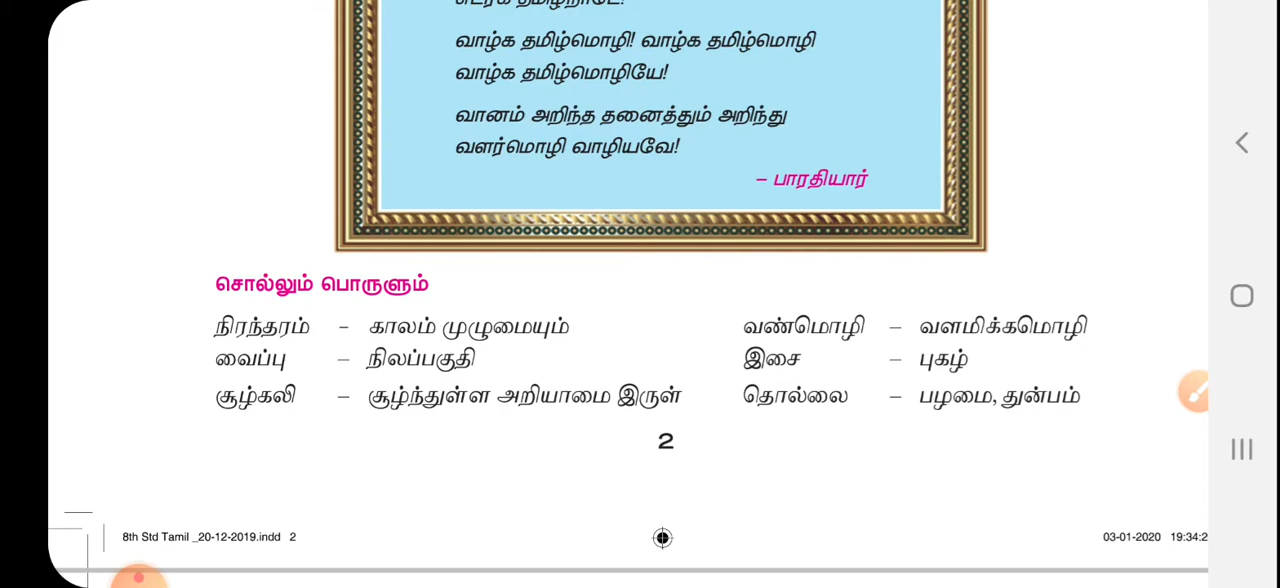 வாழ்க தமிழ்மொழி! வாழ்க தமிழ்மொழி
வாழ்க தமிழ்மொழியே!
வானம் அறிந்த தனைத்தும் அறிந்து
வளர்மொழி வாழியவே!
– பாரதியார்
சொல்லும் பொருளும்
நிரந்தரம் - காலம் முழுமையும் வண்மொழி – வளமிக்கமொழி
வைப்பு – நிலப்பகுதி இசை – புகழ்
சூழ்கலி – சூழ்ந்துள்ள அறியாமை இருள் தொல்லை – பழமை, துன்பம்
2
8th Std Tamil _20-12-2019.indd 2 03-01-2020 19:34:2